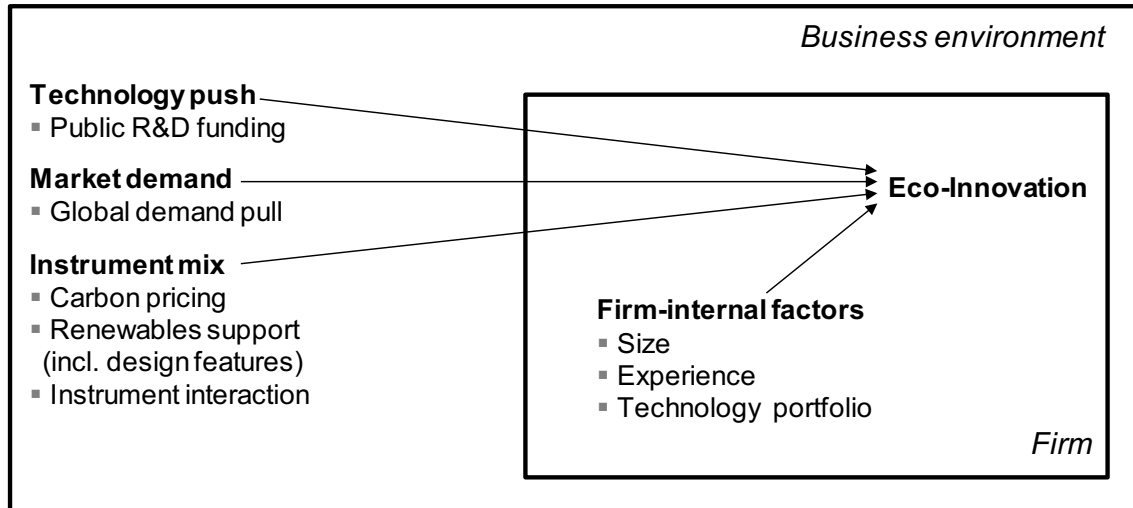 Business environment
Technology push
▪ Public R&D funding
Market demand
▪ Global demand pull
Instrument mix
▪ Carbon pricing
▪ Renewables support
(incl. design features)
▪ Instrument interaction
Eco-Innovation
Firm-internal factors
▪ Size
▪ Experience
▪ Technology portfolio
Firm